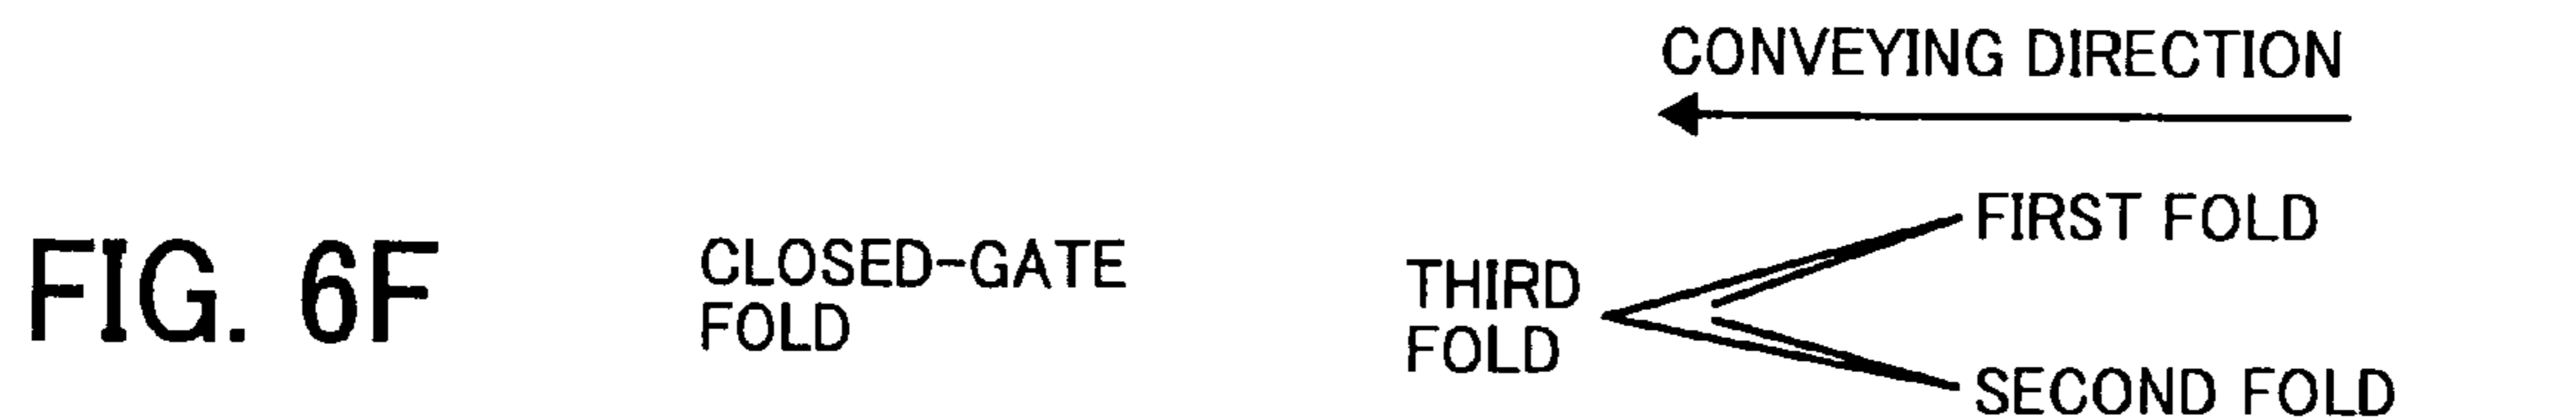 CONVEYING DIRECTION
FIG. 6F
CLOSED-GATE
FOLD
THIRD
FOLD
FIRST FOLD
SECOND FOLD